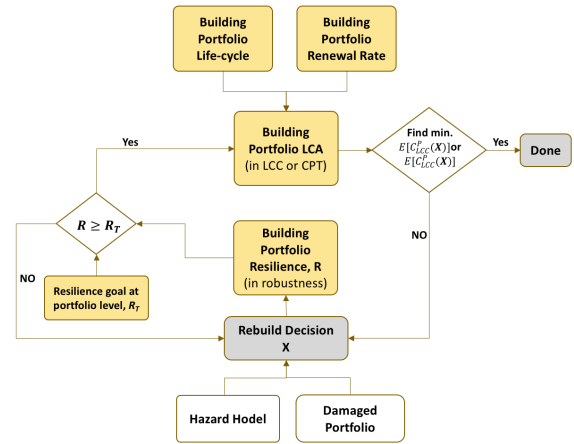 Building
Portfolio
Life-cycle
Building
Portfolio
Renewal Rate
Building
Portfolio LCA
(in LCC or CPT)
Find min.
E[C^P_LCC(X)]or
E[C^P_LCC(X)]
Yes
Done
Yes
R ≥ R_T
NO
Resilience goal at
portfolio level, R_T
Building
Portfolio
Resilience, R
(in robustness)
NO
Rebuild Decision
X
Hazard Hodel
Damaged
Portfolio